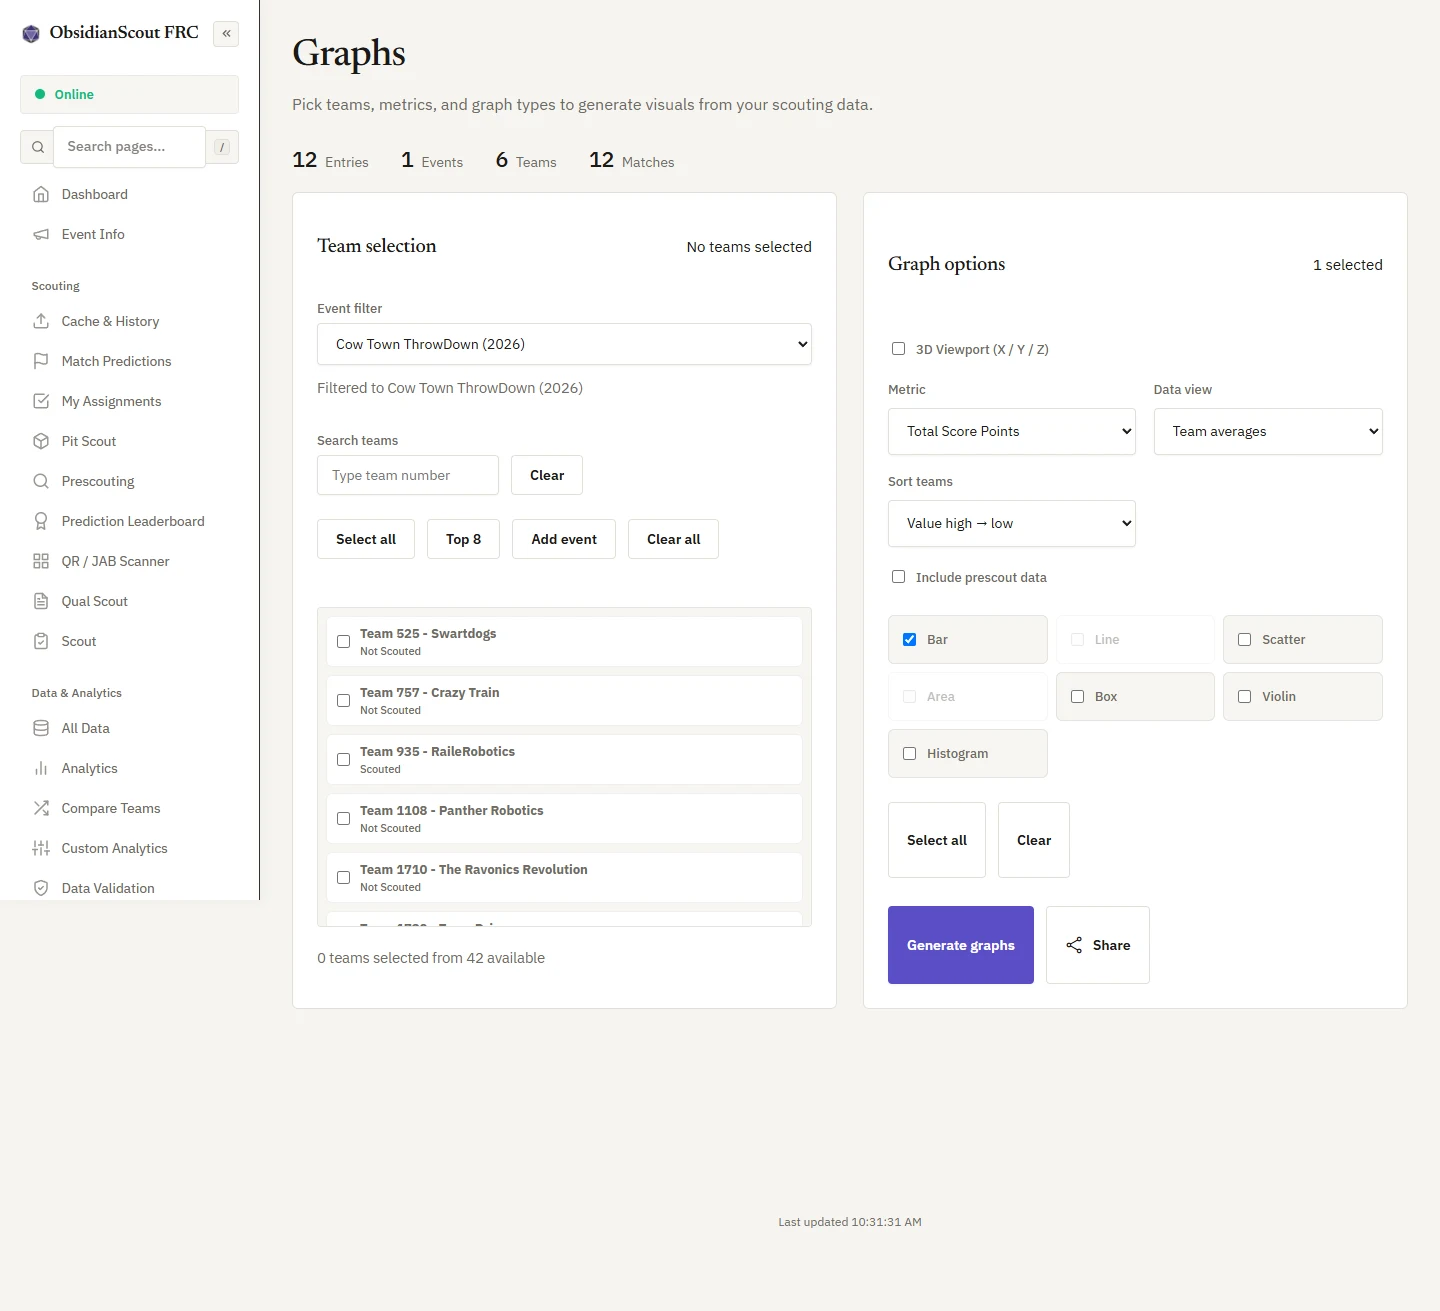 ObsidianScout FRC
«
Online
Search pages...
/
Dashboard
Event Info
Scouting
Cache & History
Match Predictions
My Assignments
Pit Scout
Prescouting
Prediction Leaderboard
QR / JAB Scanner
Qual Scout
Scout
Data & Analytics
All Data
Analytics
Compare Teams
Custom Analytics
Data Validation
Graphs
Pick teams, metrics, and graph types to generate visuals from your scouting data.
12 Entries 1 Events 6 Teams 12 Matches
Team selection
No teams selected
Event filter
Cow Town ThrowDown (2026)
Filtered to Cow Town ThrowDown (2026)
Search teams
Type team number
Clear
Select all
Top 8
Add event
Clear all
Team 525 - Swartdogs
Not Scouted
Team 757 - Crazy Train
Not Scouted
Team 935 - RaileRobotics
Scouted
Team 1108 - Panther Robotics
Not Scouted
Team 1710 - The Ravonics Revolution
Not Scouted
0 teams selected from 42 available
Graph options
1 selected
3D Viewport (X / Y / Z)
Metric
Data view
Total Score Points
Team averages
Sort teams
Value high → low
Include prescout data
Bar
Line
Scatter
Area
Box
Violin
Histogram
Select all
Clear
Generate graphs
Share
Last updated 10:31:31 AM